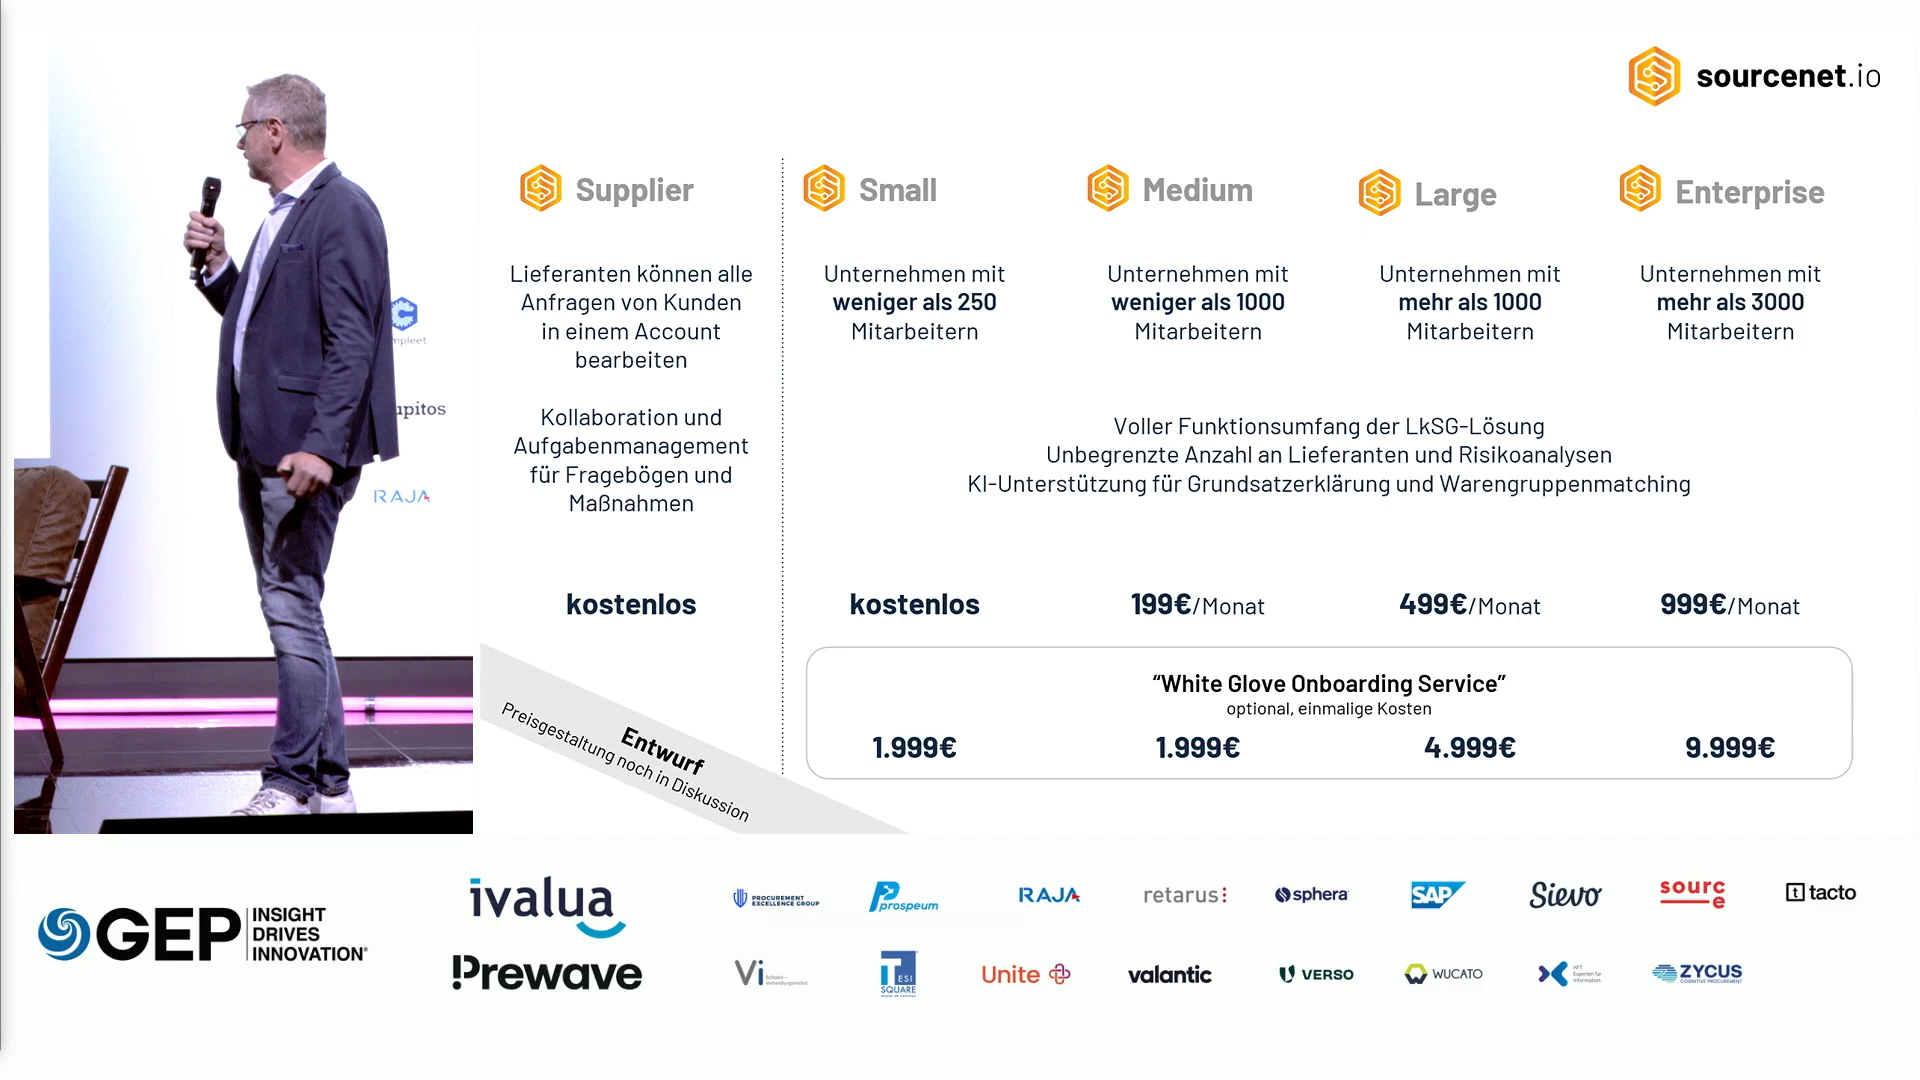 sourcenet.io
Supplier
Lieferanten können alle
Anfragen von Kunden
in einem Account
bearbeiten
Kollaboration und
Aufgabenmanagement
für Fragebögen und
Maßnahmen
kostenlos
Small
Unternehmen mit
weniger als 250
Mitarbeitern
Medium
Unternehmen mit
weniger als 1000
Mitarbeitern
Large
Unternehmen mit
mehr als 1000
Mitarbeitern
Enterprise
Unternehmen mit
mehr als 3000
Mitarbeitern
Voller Funktionsumfang der LkSG-Lösung
Unbegrenzte Anzahl an Lieferanten und Risikoanalysen
KI-Unterstützung für Grundsatzerklärung und Warengruppenmatching
kostenlos
199€/Monat
499€/Monat
999€/Monat
“White Glove Onboarding Service”
optional, einmalige Kosten
1.999€
1.999€
4.999€
9.999€
Entwurf
Preisgestaltung noch in Diskussion
mpleet
apitos
RAJA
GEP
INSIGHT
DRIVES
INNOVATION
ivalua
Prewave
PROCUREMENT
EXCELLENCE GROUP
prospeum
RAJA
retarus
sphera
SAP
Sievo
sourc
e
tacto
Vi
TESI
SQUARE
Unite
valantic
VERSO
WUCATO
Experten für
Information
ZYCUS
COGNITIVE PROCUREMENT